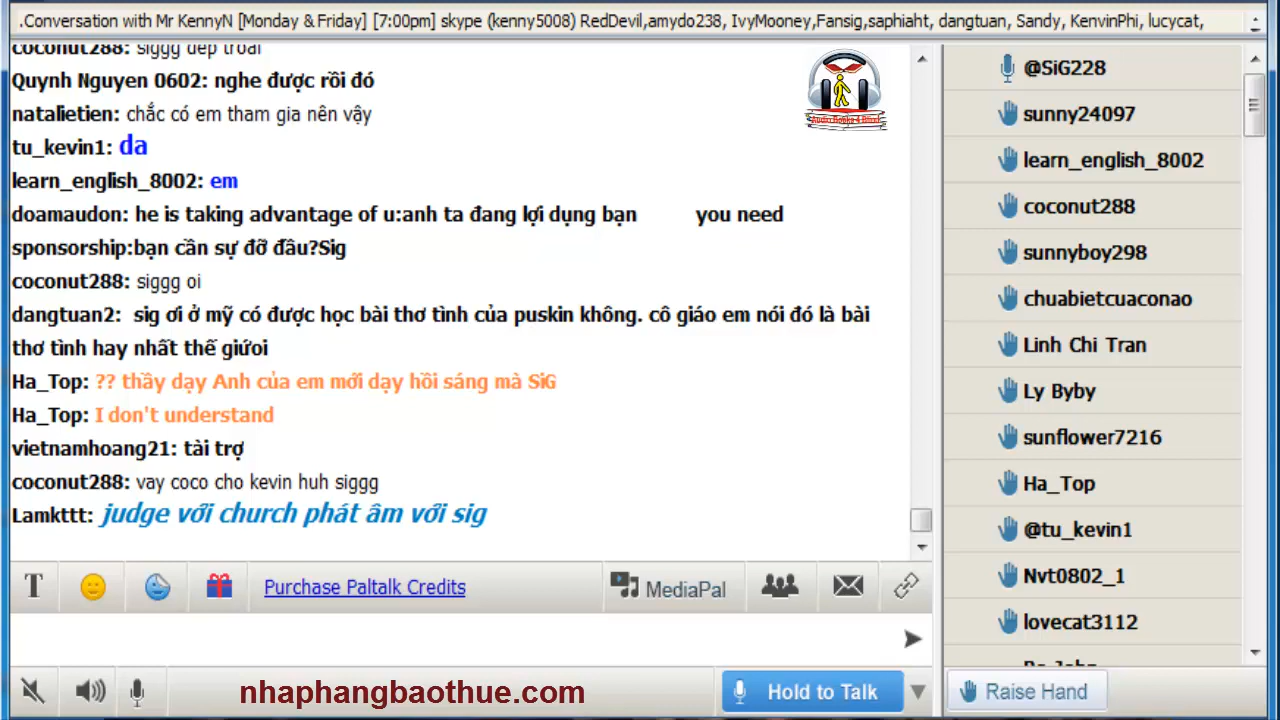 .Conversation with Mr KennyN [Monday & Friday] [7:00pm] skype (kenny5008) RedDevil,amydo238, IvyMooney,Fansig,saphiaht, dangtuan, Sandy, KenvinPhi, lucycat,
coconut288: siggg dep troai
Quynh Nguyen 0602: nghe được rồi đó
natalietien: chắc có em tham gia nên vậy
tu_kevin1: da
learn_english_8002: em
doamaudon: he is taking advantage of u:anh ta đang lợi dụng bạn you need
sponsorship:bạn cần sự đỡ đầu?Sig
coconut288: siggg oi
dangtuan2: sig ơi ở mỹ có được học bài thơ tình của puskin không. cô giáo em nói đó là bài
thơ tình hay nhất thế giứoi
Ha_Top: ?? thầy dạy Anh của em mới dạy hồi sáng mà SiG
Ha_Top: I don't understand
vietnamhoang21: tài trợ
coconut288: vay coco cho kevin huh siggg
Lamkttt: judge với church phát âm với sig
Audio Books 4 Blind
@SiG228
sunny24097
learn_english_8002
coconut288
sunnyboy298
chuabietcuaconao
Linh Chi Tran
Ly Byby
sunflower7216
Ha_Top
@tu_kevin1
Nvt0802_1
lovecat3112
T
Purchase Paltalk Credits
MediaPal
nhaphangbaothue.com
Hold to Talk
Raise Hand